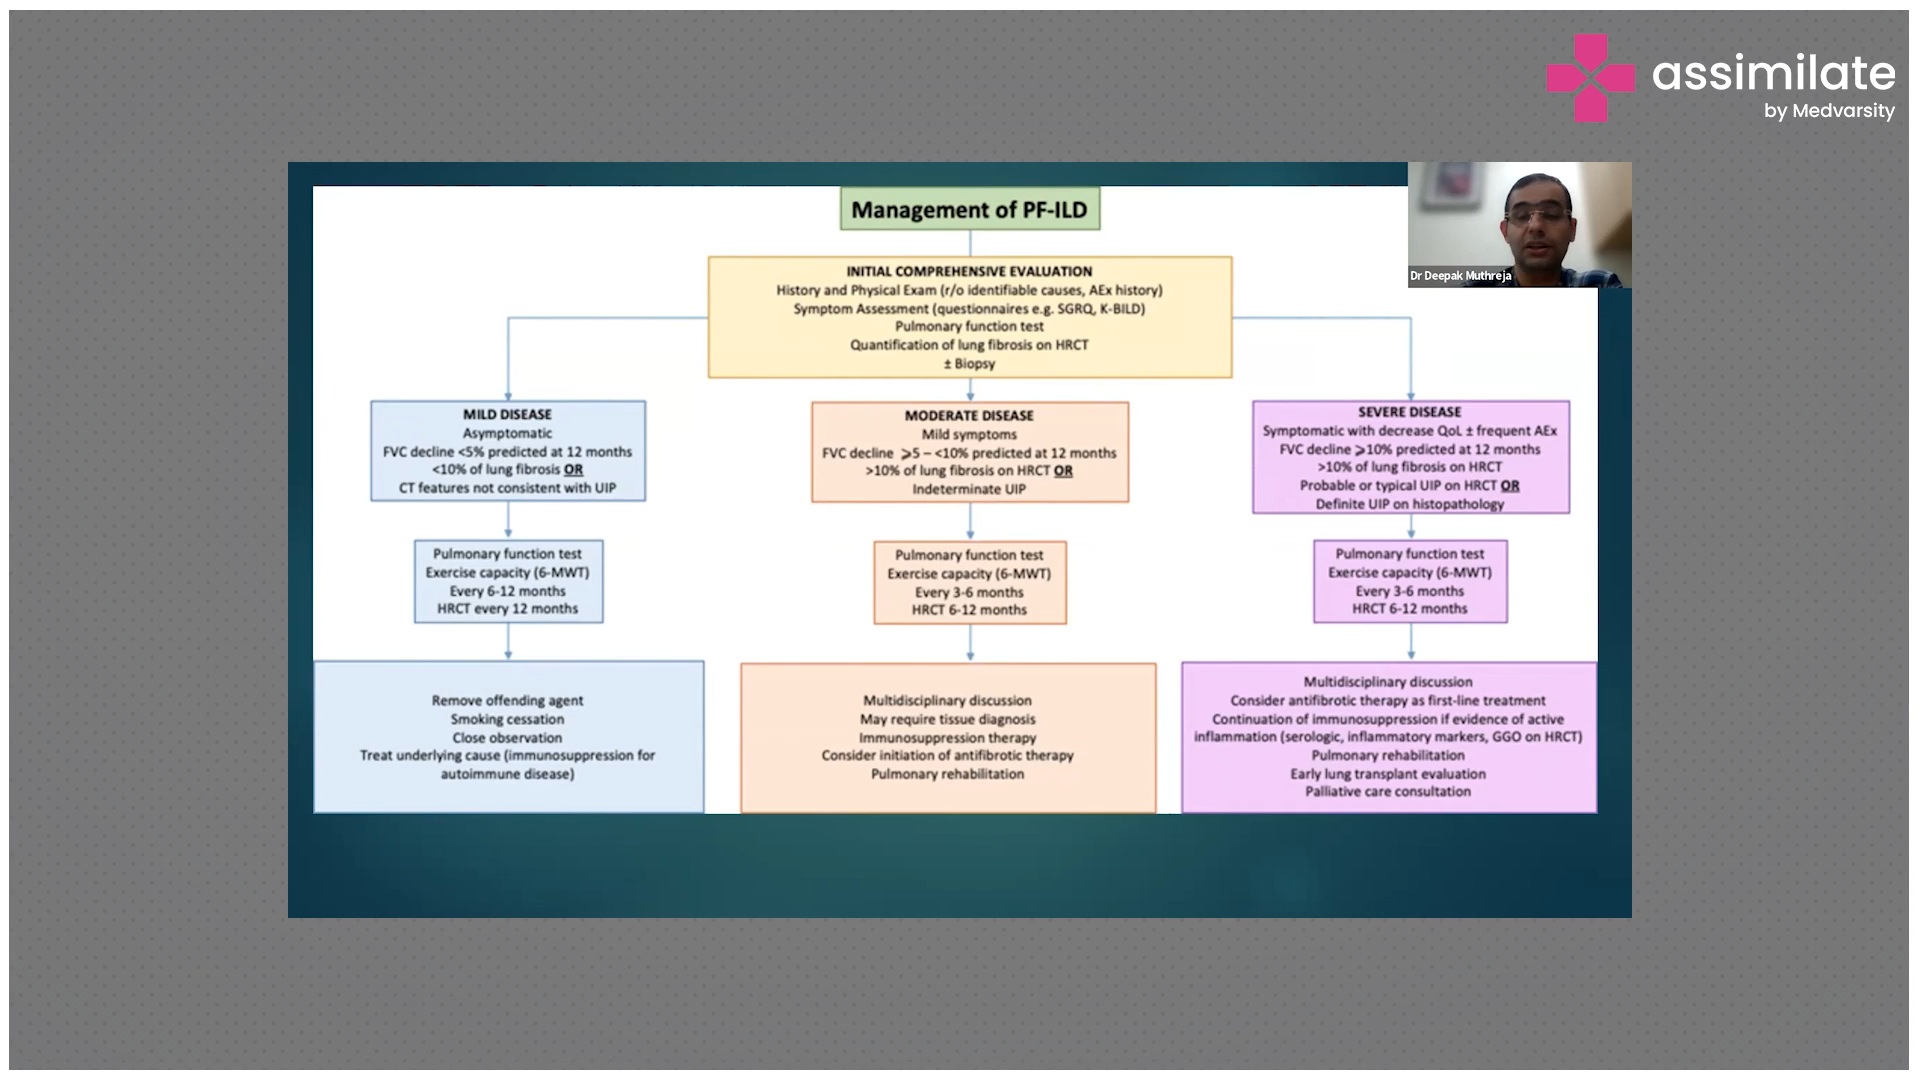 assimilate
by Medvarsity
Dr Deepak Muthreja
Management of PF-ILD
INITIAL COMPREHENSIVE EVALUATION
History and Physical Exam (r/o identifiable causes, AEx history)
Symptom Assessment (questionnaires e.g. SGRQ, K-BILD)
Pulmonary function test
Quantification of lung fibrosis on HRCT
± Biopsy
MILD DISEASE
Asymptomatic
FVC decline <5% predicted at 12 months
<10% of lung fibrosis OR
CT features not consistent with UIP
Pulmonary function test
Exercise capacity (6-MWT)
Every 6-12 months
HRCT every 12 months
Remove offending agent
Smoking cessation
Close observation
Treat underlying cause (immunosuppression for
autoimmune disease)
MODERATE DISEASE
Mild symptoms
FVC decline ⩾5 – <10% predicted at 12 months
>10% of lung fibrosis on HRCT OR
Indeterminate UIP
Pulmonary function test
Exercise capacity (6-MWT)
Every 3-6 months
HRCT 6-12 months
Multidisciplinary discussion
May require tissue diagnosis
Immunosuppression therapy
Consider initiation of antifibrotic therapy
Pulmonary rehabilitation
SEVERE DISEASE
Symptomatic with decrease QoL ± frequent AEx
FVC decline ⩾10% predicted at 12 months
>10% of lung fibrosis on HRCT
Probable or typical UIP on HRCT OR
Definite UIP on histopathology
Pulmonary function test
Exercise capacity (6-MWT)
Every 3-6 months
HRCT 6-12 months
Multidisciplinary discussion
Consider antifibrotic therapy as first-line treatment
Continuation of immunosuppression if evidence of active
inflammation (serologic, inflammatory markers, GGO on HRCT)
Pulmonary rehabilitation
Early lung transplant evaluation
Palliative care consultation